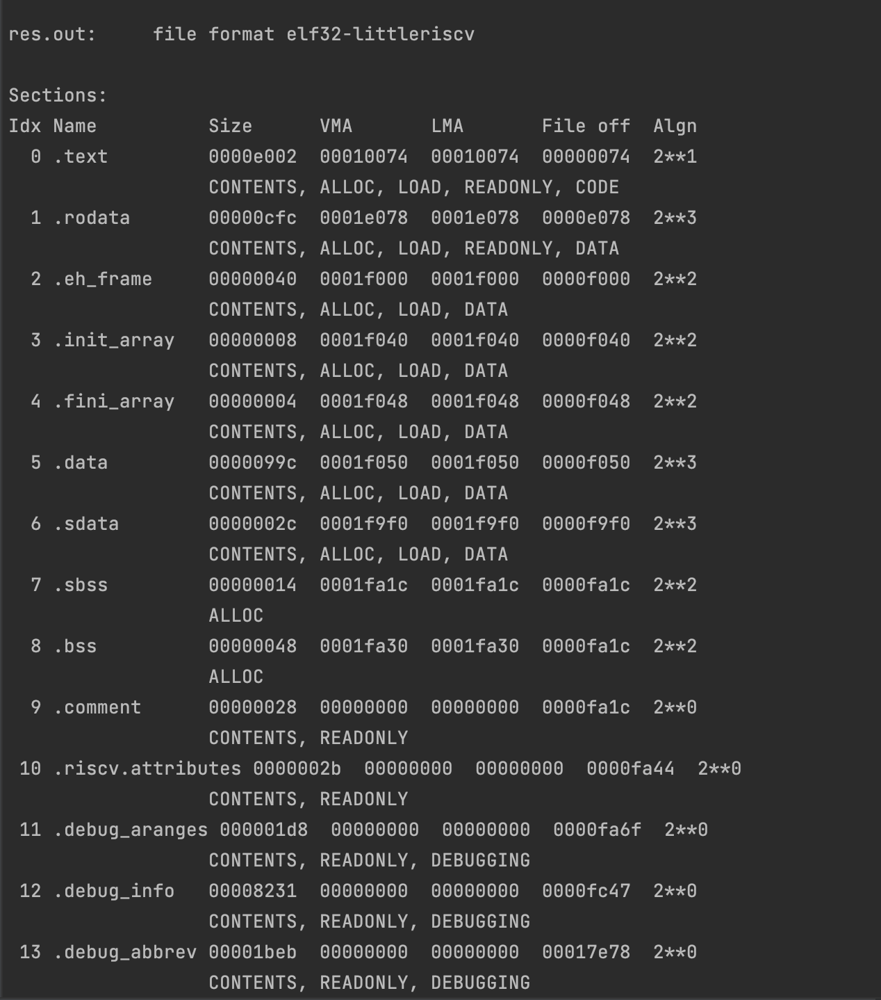 res.out:     file format elf32-littleriscv
Sections:
Idx Name          Size      VMA       LMA       File off  Algn
  0 .text         0000e002  00010074  00010074  00000074  2**1
                  CONTENTS, ALLOC, LOAD, READONLY, CODE
  1 .rodata       00000cfc  0001e078  0001e078  0000e078  2**3
                  CONTENTS, ALLOC, LOAD, READONLY, DATA
  2 .eh_frame     00000040  0001f000  0001f000  0000f000  2**2
                  CONTENTS, ALLOC, LOAD, DATA
  3 .init_array   00000008  0001f040  0001f040  0000f040  2**2
                  CONTENTS, ALLOC, LOAD, DATA
  4 .fini_array   00000004  0001f048  0001f048  0000f048  2**2
                  CONTENTS, ALLOC, LOAD, DATA
  5 .data         0000099c  0001f050  0001f050  0000f050  2**3
                  CONTENTS, ALLOC, LOAD, DATA
  6 .sdata        0000002c  0001f9f0  0001f9f0  0000f9f0  2**3
                  CONTENTS, ALLOC, LOAD, DATA
  7 .sbss         00000014  0001fa1c  0001fa1c  0000fa1c  2**2
                  ALLOC
  8 .bss          00000048  0001fa30  0001fa30  0000fa1c  2**2
                  ALLOC
  9 .comment      00000028  00000000  00000000  0000fa1c  2**0
                  CONTENTS, READONLY
 10 .riscv.attributes 0000002b  00000000  00000000  0000fa44  2**0
                  CONTENTS, READONLY
 11 .debug_aranges 000001d8  00000000  00000000  0000fa6f  2**0
                  CONTENTS, READONLY, DEBUGGING
 12 .debug_info   00008231  00000000  00000000  0000fc47  2**0
                  CONTENTS, READONLY, DEBUGGING
 13 .debug_abbrev 00001beb  00000000  00000000  00017e78  2**0
                  CONTENTS, READONLY, DEBUGGING